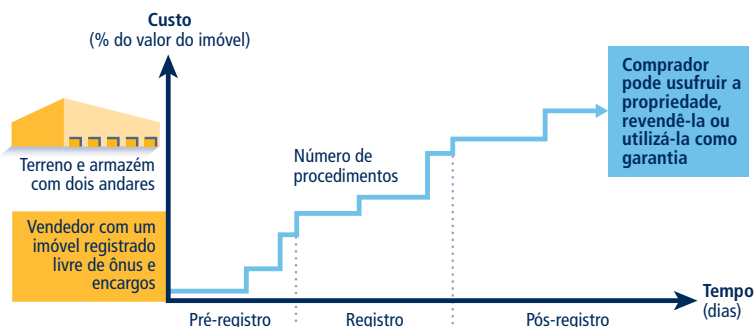 Custo
(% do valor do imóvel)
Comprador
pode usufruir a
propriedade,
revendê-la ou
utilizá-la como
garantia
Terreno e armazém
com dois andares
Número de
procedimentos
Vendedor com um
imóvel registrado
livre de ônus e
encargos
Tempo
(dias)
Pré-registro
Registro
Pós-registro